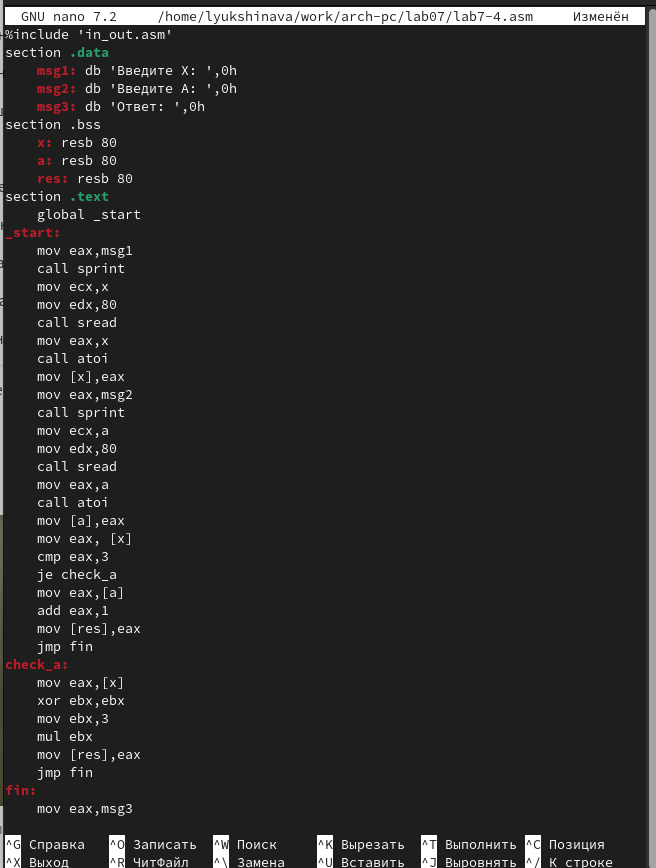 GNU nano 7.2 /home/lyukshinava/work/arch-pc/lab07/lab7-4.asm Изменён
%include 'in_out.asm'
section .data
msg1: db 'Введите X: ',0h
msg2: db 'Введите A: ',0h
msg3: db 'Ответ: ',0h
section .bss
x: resb 80
a: resb 80
res: resb 80
section .text
global _start
_start:
mov eax,msg1
call sprint
mov ecx,x
mov edx,80
call sread
mov eax,x
call atoi
mov [x],eax
mov eax,msg2
call sprint
mov ecx,a
mov edx,80
call sread
mov eax,a
call atoi
mov [a],eax
mov eax, [x]
cmp eax,3
je check_a
mov eax,[a]
add eax,1
mov [res],eax
jmp fin
check_a:
mov eax,[x]
xor ebx,ebx
mov ebx,3
mul ebx
mov [res],eax
jmp fin
fin:
mov eax,msg3
^G Справка ^O Записать ^W Поиск ^K Вырезать ^T Выполнить ^C Позиция
^X Выход ^R ЧитФайл ^\ Замена ^U Вставить ^J Выровнять ^/ К строке